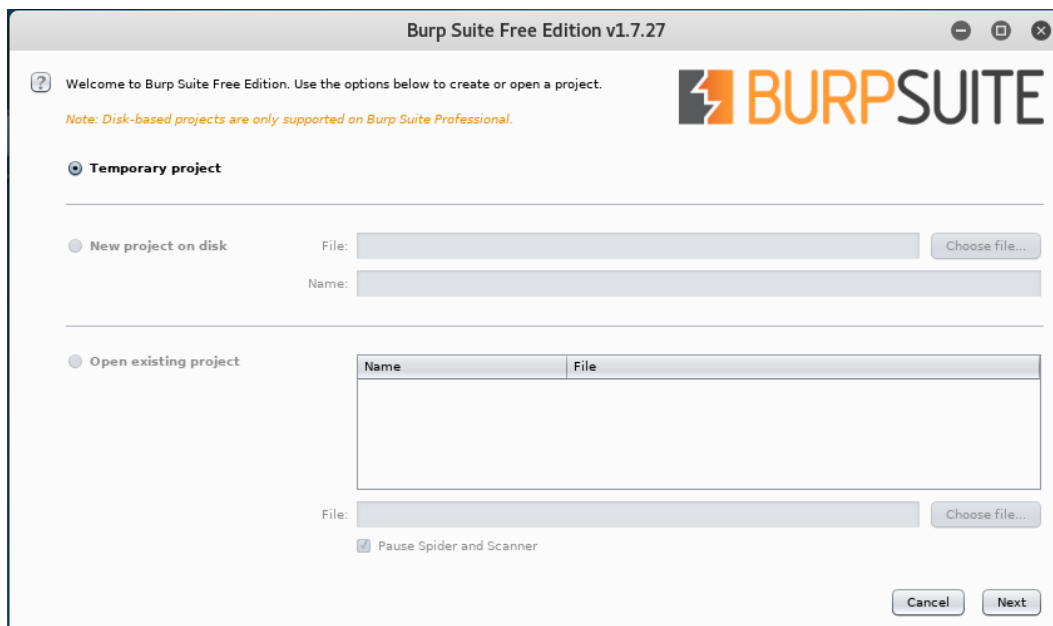 Burp Suite Free Edition v1.7.27
?
Welcome to Burp Suite Free Edition. Use the options below to create or open a project.
BURPSUITE
Note: Disk-based projects are only supported on Burp Suite Professional.
Temporary project
New project on disk
File:
Choose file...
Name:
Open existing project
Name
File
File:
Choose file...
Pause Spider and Scanner
Cancel
Next